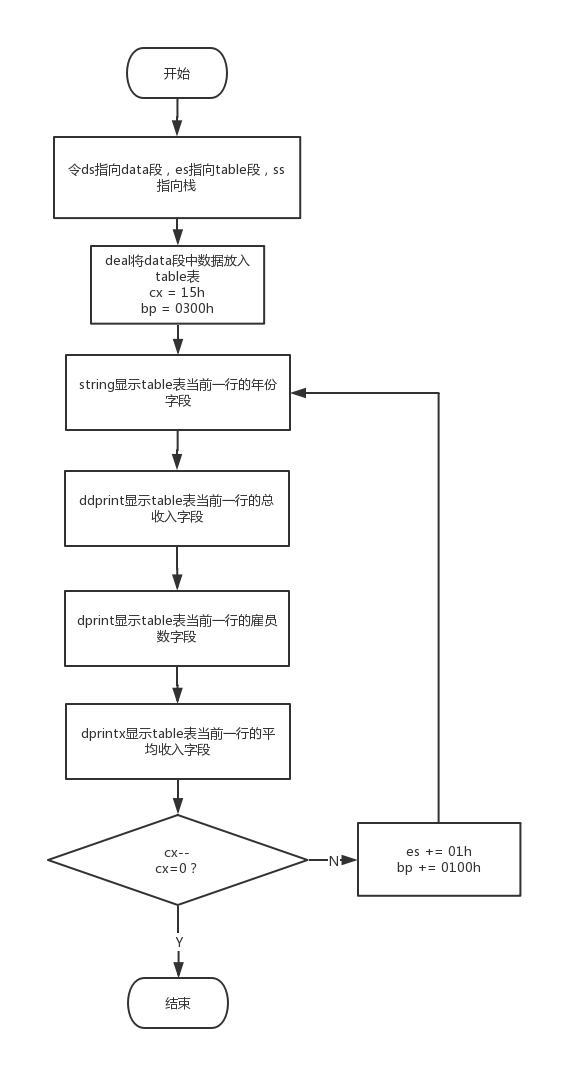 开始
令ds指向data段，es指向table段，ss
指向栈
deal将data段中数据放入
table表
cx = 15h
bp = 0300h
string显示table表当前一行的年份
字段
ddprint显示table表当前一行的总
收入字段
dprint显示table表当前一行的雇员
数字段
dprintx显示table表当前一行的平
均收入字段
cx--
cx=0？
N
es += 01h
bp += 0100h
Y
结束